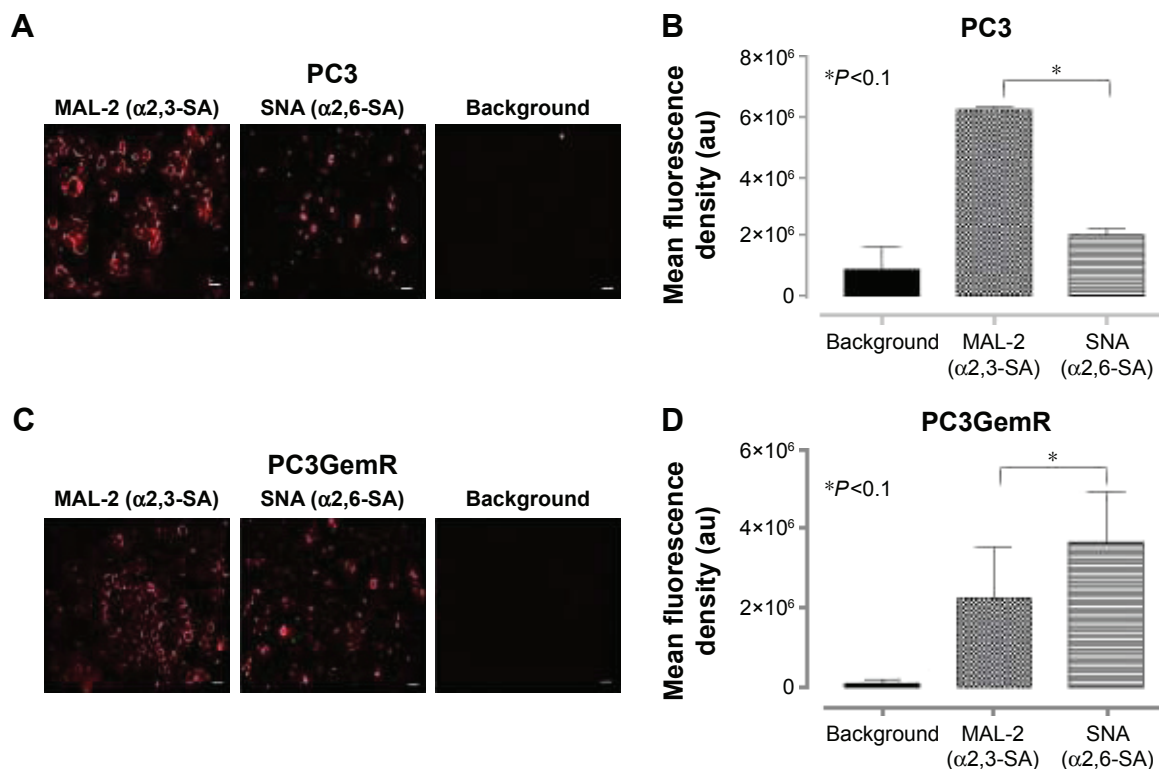 A
PC3
MAL-2 (α2,3-SA) SNA (α2,6-SA) Background
B
PC3
Mean fluorescence
density (au)
8×10⁶
6×10⁶
4×10⁶
2×10⁶
0
*P<0.1
*
Background MAL-2 SNA
(α2,3-SA) (α2,6-SA)
C
PC3GemR
MAL-2 (α2,3-SA) SNA (α2,6-SA) Background
D
PC3GemR
Mean fluorescence
density (au)
6×10⁶
4×10⁶
2×10⁶
0
*P<0.1
*
Background MAL-2 SNA
(α2,3-SA) (α2,6-SA)